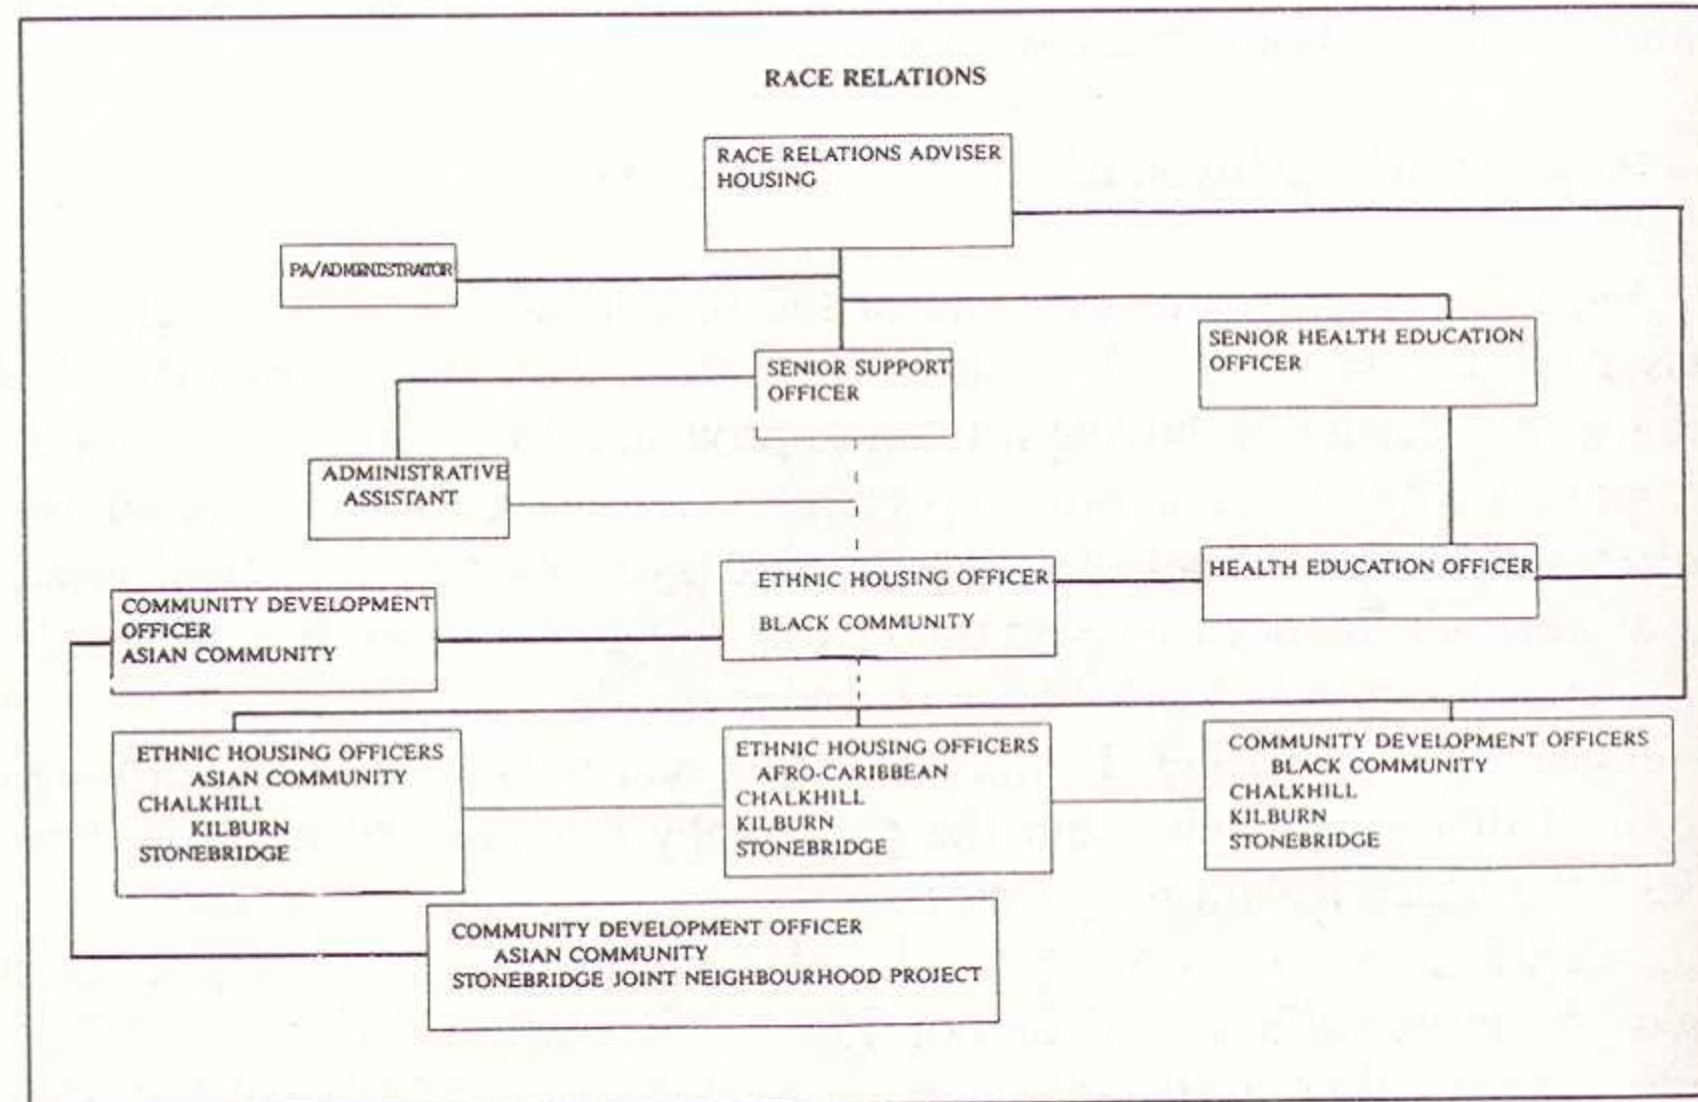 RACE RELATIONS
RACE RELATIONS ADVISER
HOUSING
PA/ADMINISTRATOR
SENIOR HEALTH EDUCATION
OFFICER
SENIOR SUPPORT
OFFICER
ADMINISTRATIVE
ASSISTANT
ETHNIC HOUSING OFFICER
BLACK COMMUNITY
HEALTH EDUCATION OFFICER
COMMUNITY DEVELOPMENT
OFFICER
ASIAN COMMUNITY
ETHNIC HOUSING OFFICERS
ASIAN COMMUNITY
CHALKHILL
KILBURN
STONEBRIDGE
ETHNIC HOUSING OFFICERS
AFRO-CARIBBEAN
CHALKHILL
KILBURN
STONEBRIDGE
COMMUNITY DEVELOPMENT OFFICERS
BLACK COMMUNITY
CHALKHILL
KILBURN
STONEBRIDGE
COMMUNITY DEVELOPMENT OFFICER
ASIAN COMMUNITY
STONEBRIDGE JOINT NEIGHBOURHOOD PROJECT